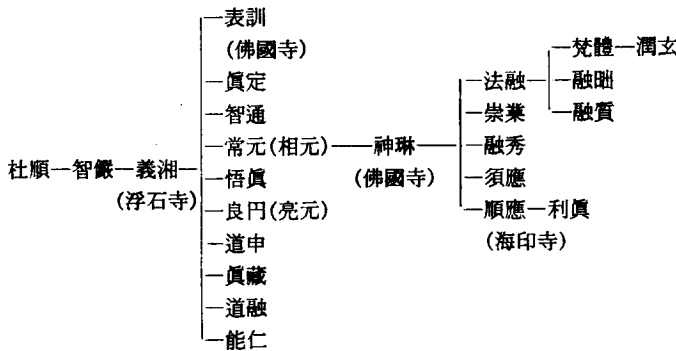 杜順—智儼—義湘
(浮石寺)
表訓
(佛國寺)
眞定
智通
常元(相元)
悟眞
良円(亮元)
道申
眞藏
道融
能仁
神琳
(佛國寺)
法融
崇業
融秀
須應
順應—利眞
(海印寺)
梵體—潤玄
融昢
融質